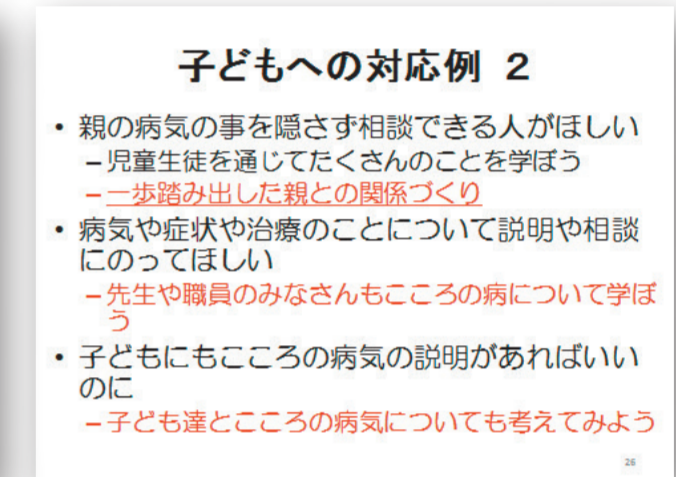 子どもへの対応例 2
• 親の病気の事を隠さず相談できる人がほしい
– 児童生徒を通じてたくさんのことを学ぼう
– 一歩踏み出した親との関係づくり
• 病気や症状や治療のことについて説明や相談
にのってほしい
– 先生や職員のみなさんもこころの病について学ぼ
う
• 子どもにもこころの病気の説明があればいい
のに
– 子ども達とこころの病気についても考えてみよう
26